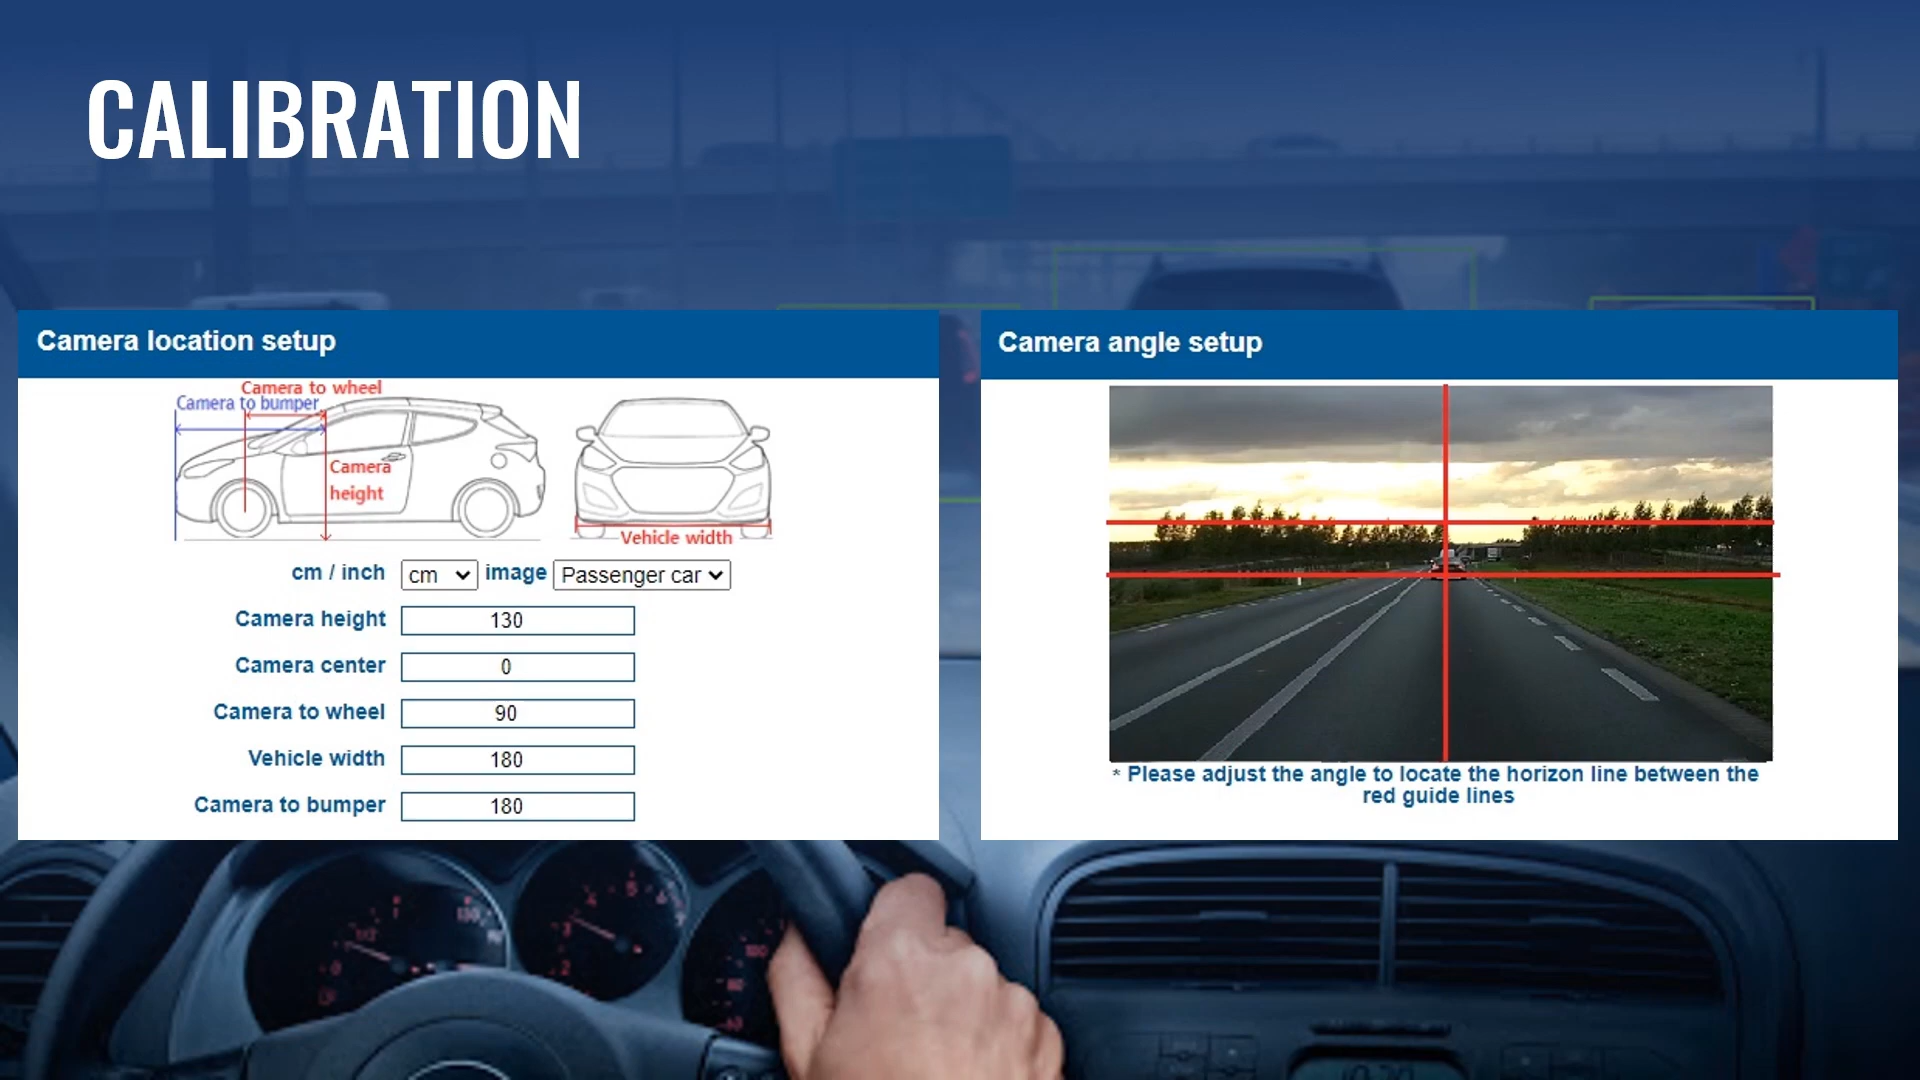 CALIBRATION
Camera location setup
Camera to wheel
Camera to bumper
Camera
height
Vehicle width
cm / inch cm image Passenger car
Camera height 130
Camera center 0
Camera to wheel 90
Vehicle width 180
Camera to bumper 180
Camera angle setup
* Please adjust the angle to locate the horizon line between the
red guide lines